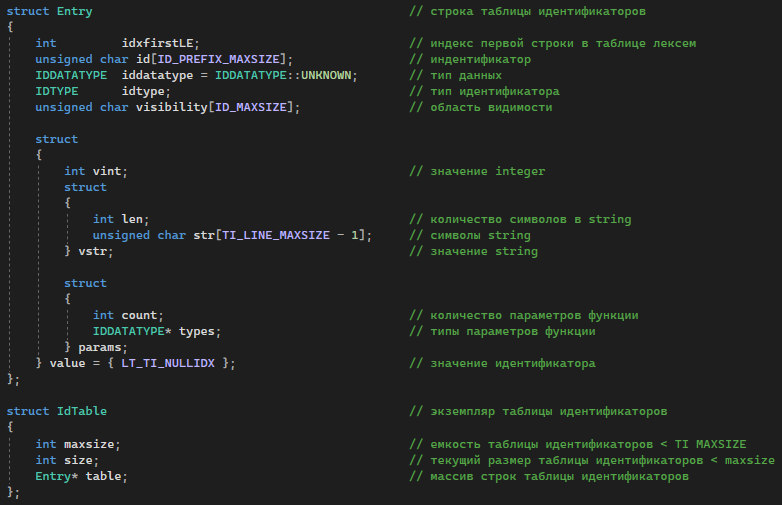 struct Entry // строка таблицы идентификаторов
{
int idxfirstLE; // индекс первой строки в таблице лексем
unsigned char id[ID_PREFIX_MAXSIZE]; // индентификатор
IDDATATYPE iddatatype = IDDATATYPE::UNKNOWN; // тип данных
IDTYPE idtype; // тип идентификатора
unsigned char visibility[ID_MAXSIZE]; // область видимости
struct
{
int vint; // значение integer
struct
{
int len; // количество символов в string
unsigned char str[TI_LINE_MAXSIZE - 1]; // символы string
} vstr; // значение string
struct
{
int count; // количество параметров функции
IDDATATYPE* types; // типы параметров функции
} params;
} value = { LT_TI_NULLIDX }; // значение идентификатора
};
struct IdTable // экземпляр таблицы идентификаторов
{
int maxsize; // емкость таблицы идентификаторов < TI MAXSIZE
int size; // текущий размер таблицы идентификаторов < maxsize
Entry* table; // массив строк таблицы идентификаторов
};